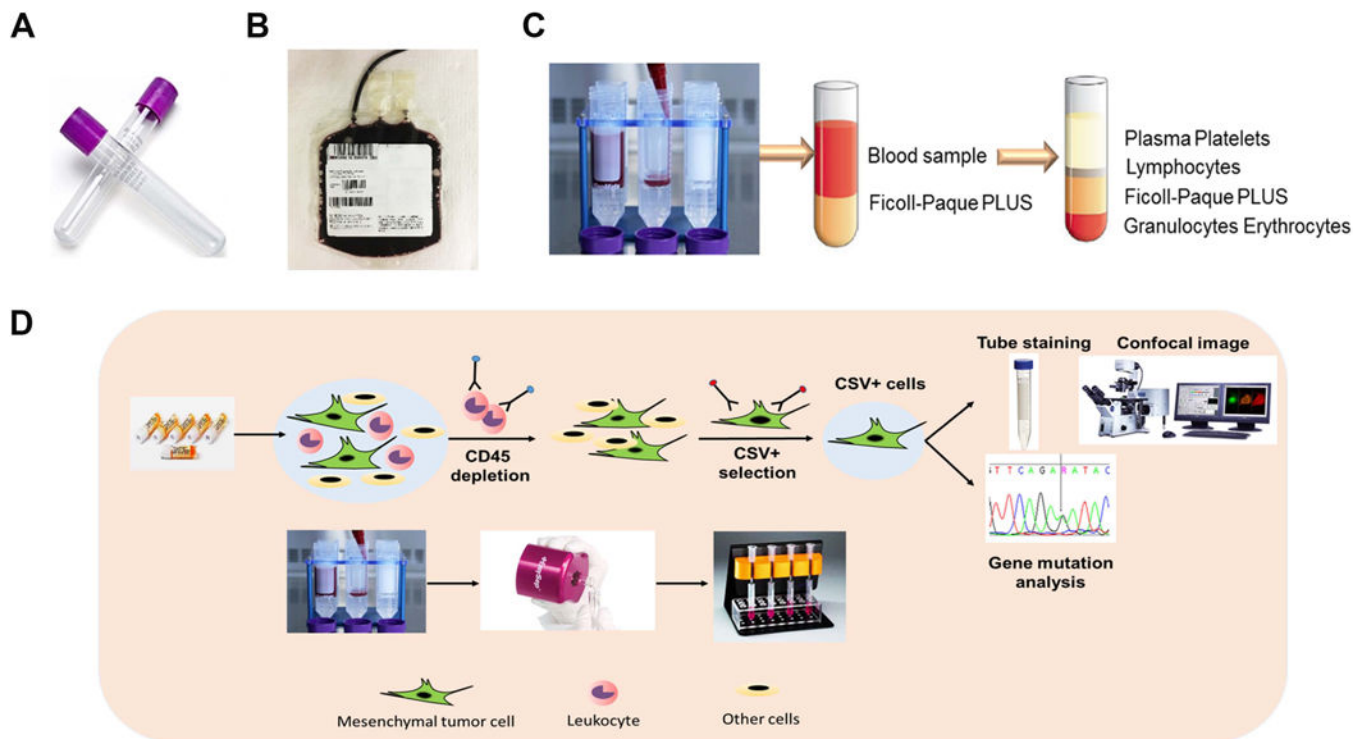 A
B
C
Blood sample
Ficoll-Paque PLUS
Plasma Platelets
Lymphocytes
Ficoll-Paque PLUS
Granulocytes Erythrocytes
D
CD45
depletion
CSV+
selection
CSV+ cells
Tube staining
Confocal image
TTCAGARATAC
Gene mutation
analysis
Mesenchymal tumor cell
Leukocyte
Other cells